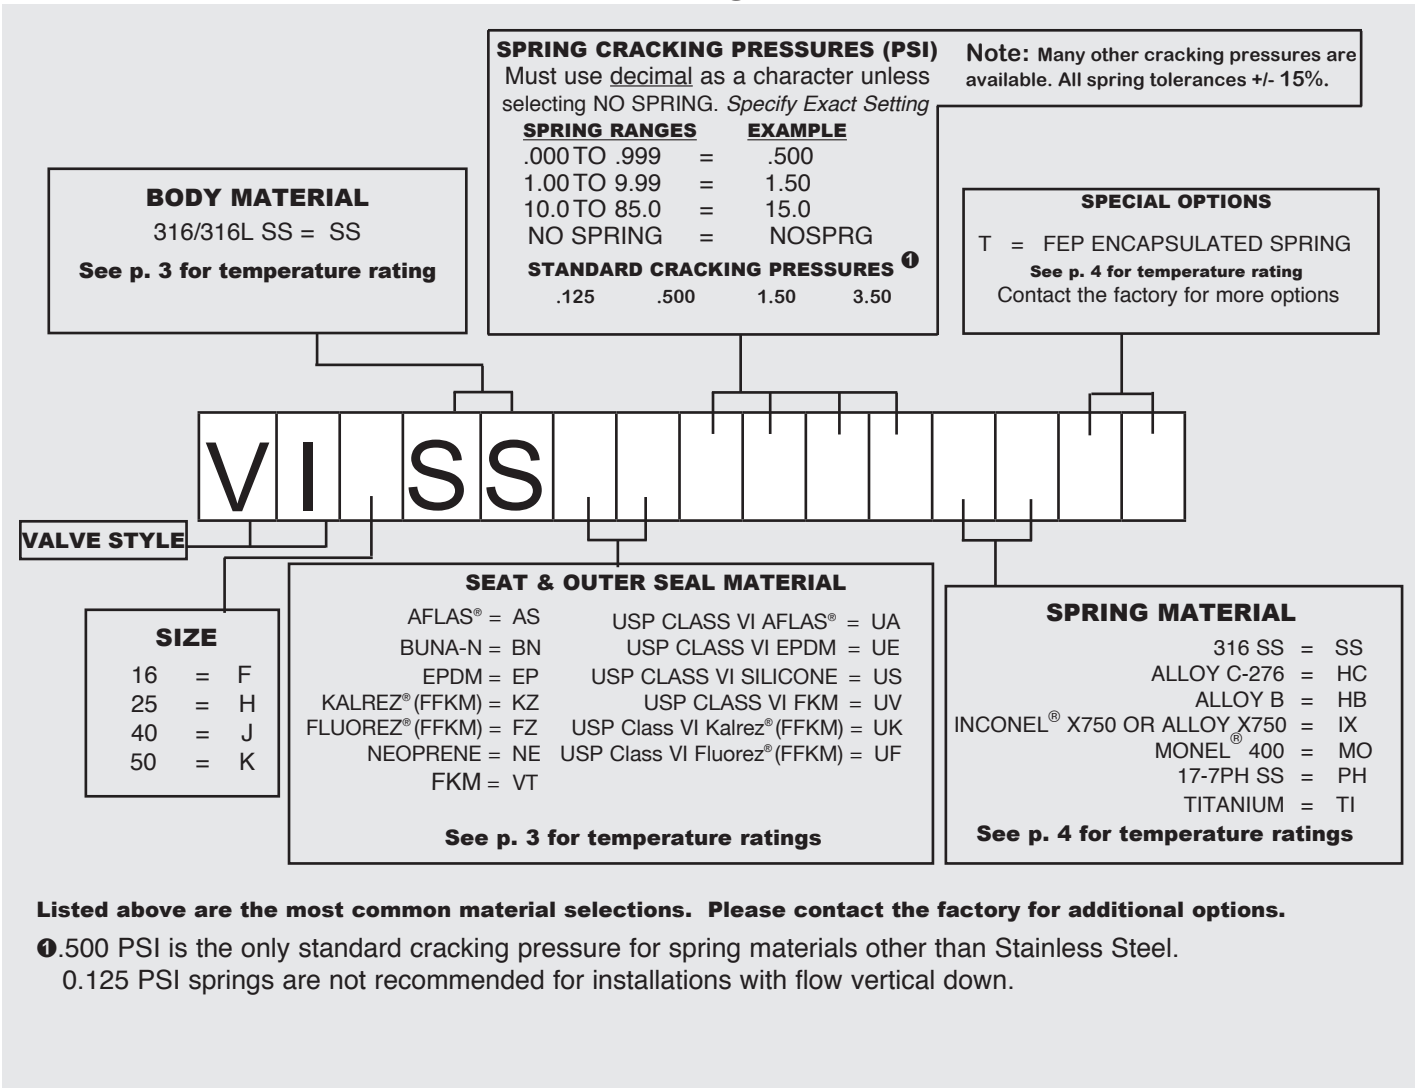 SPRING CRACKING PRESSURES (PSI)
Must use decimal as a character unless
selecting NO SPRING. Specify Exact Setting
SPRING RANGES EXAMPLE
.000 TO .999 = .500
1.00 TO 9.99 = 1.50
10.0 TO 85.0 = 15.0
NO SPRING = NOSPRG
STANDARD CRACKING PRESSURES ❶
.125 .500 1.50 3.50
Note: Many other cracking pressures are
available. All spring tolerances +/- 15%.
BODY MATERIAL
316/316L SS = SS
See p. 3 for temperature rating
SPECIAL OPTIONS
T = FEP ENCAPSULATED SPRING
See p. 4 for temperature rating
Contact the factory for more options
V I S S
VALVE STYLE
SIZE
16 = F
25 = H
40 = J
50 = K
SEAT & OUTER SEAL MATERIAL
AFLAS® = AS
BUNA-N = BN
EPDM = EP
KALREZ® (FFKM) = KZ
FLUOREZ® (FFKM) = FZ
NEOPRENE = NE
FKM = VT
USP CLASS VI AFLAS® = UA
USP CLASS VI EPDM = UE
USP CLASS VI SILICONE = US
USP CLASS VI FKM = UV
USP Class VI Kalrez® (FFKM) = UK
USP Class VI Fluorez® (FFKM) = UF
See p. 3 for temperature ratings
SPRING MATERIAL
316 SS = SS
ALLOY C-276 = HC
ALLOY B = HB
INCONEL® X750 OR ALLOY X750 = IX
MONEL® 400 = MO
17-7PH SS = PH
TITANIUM = TI
See p. 4 for temperature ratings
Listed above are the most common material selections. Please contact the factory for additional options.
❶.500 PSI is the only standard cracking pressure for spring materials other than Stainless Steel.
0.125 PSI springs are not recommended for installations with flow vertical down.